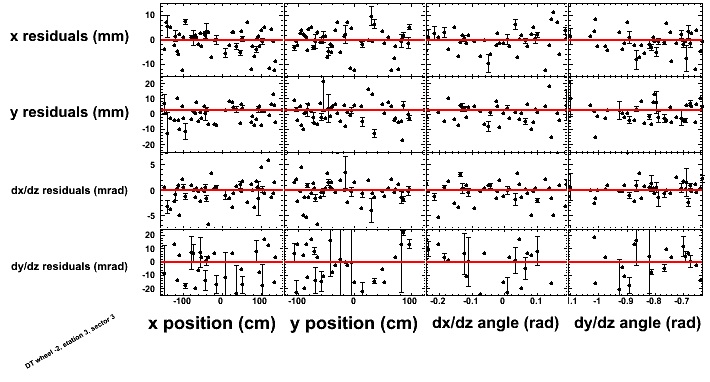 x residuals (mm)
10
0
-10
y residuals (mm)
20
10
0
-10
-20
dx/dz residuals (mrad)
5
0
-5
dy/dz residuals (mrad)
20
10
0
-10
-20
-100 0 100 -100 0 100 -0.2 -0.1 0 0.1 -1 -0.9 -0.8 -0.7
x position (cm) y position (cm) dx/dz angle (rad) dy/dz angle (rad)
DT wheel -2, station 3, sector 3